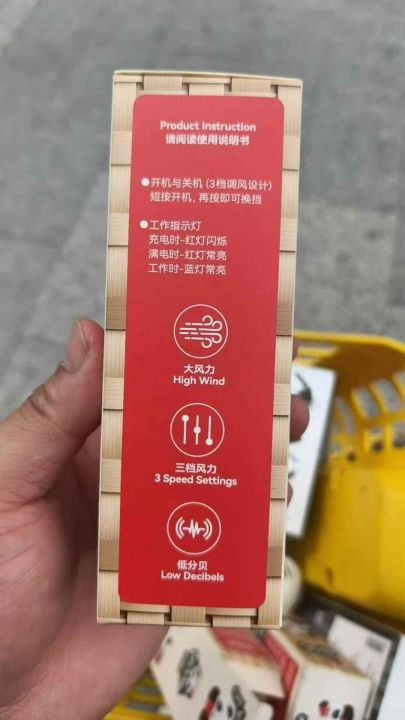 Product Instruction
请阅读使用说明书
●开机与关机 (3档调风设计)
短按开机，再按即可换挡
●工作指示灯
充电时-红灯闪烁
满电时-红灯常亮
工作时-蓝灯常亮
大风力
High Wind
三档风力
3 Speed Settings
低分贝
Low Decibels